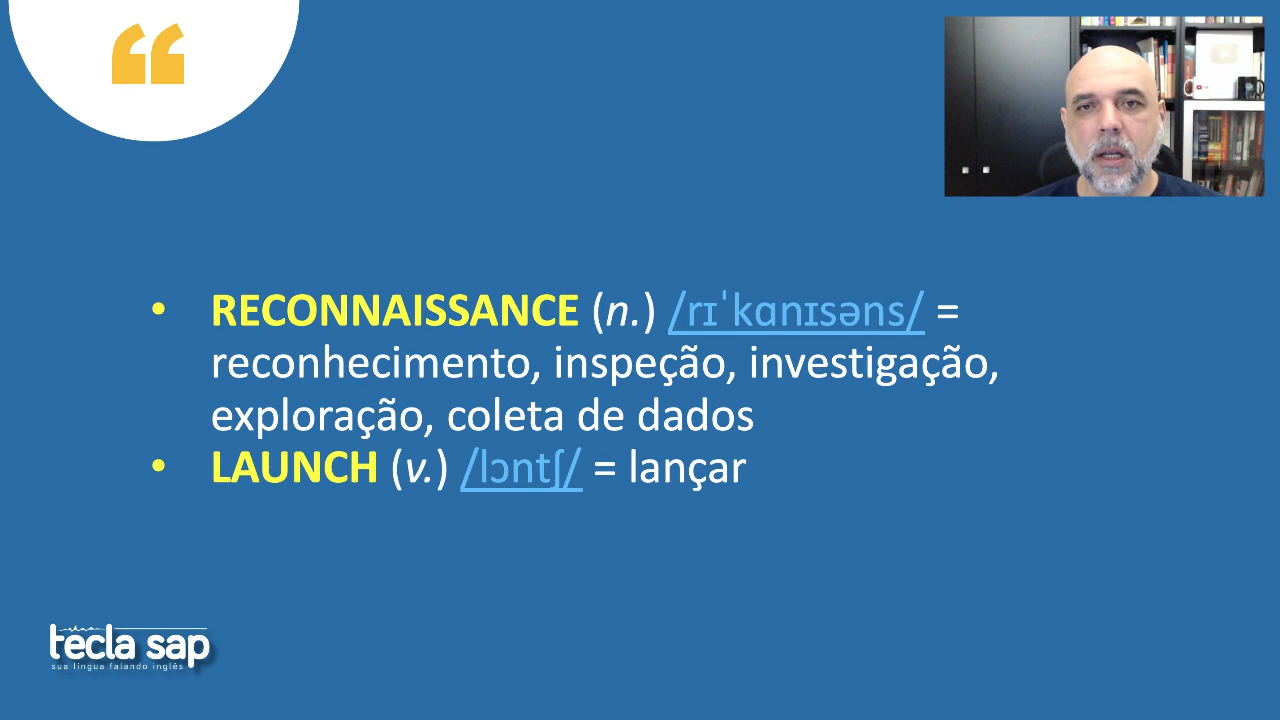 “
• RECONNAISSANCE (n.) /rɪˈkɑnɪsəns/ =
reconhecimento, inspeção, investigação,
exploração, coleta de dados
• LAUNCH (v.) /lɔntʃ/ = lançar
tecla sap
sua língua falando inglês